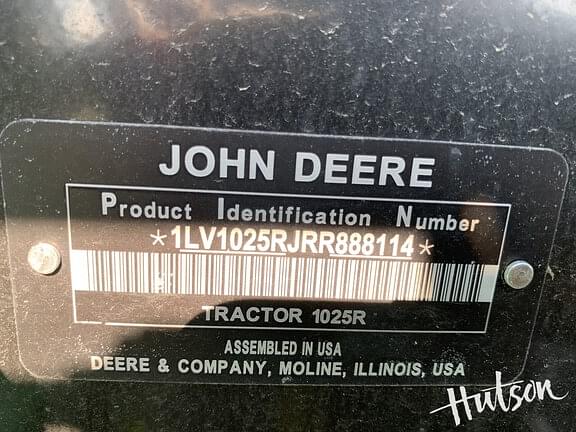 JOHN DEERE
Product Identification Number
*1LV1025RJRR888114*
TRACTOR 1025R
ASSEMBLED IN USA
DEERE & COMPANY, MOLINE, ILLINOIS, USA
Hutson